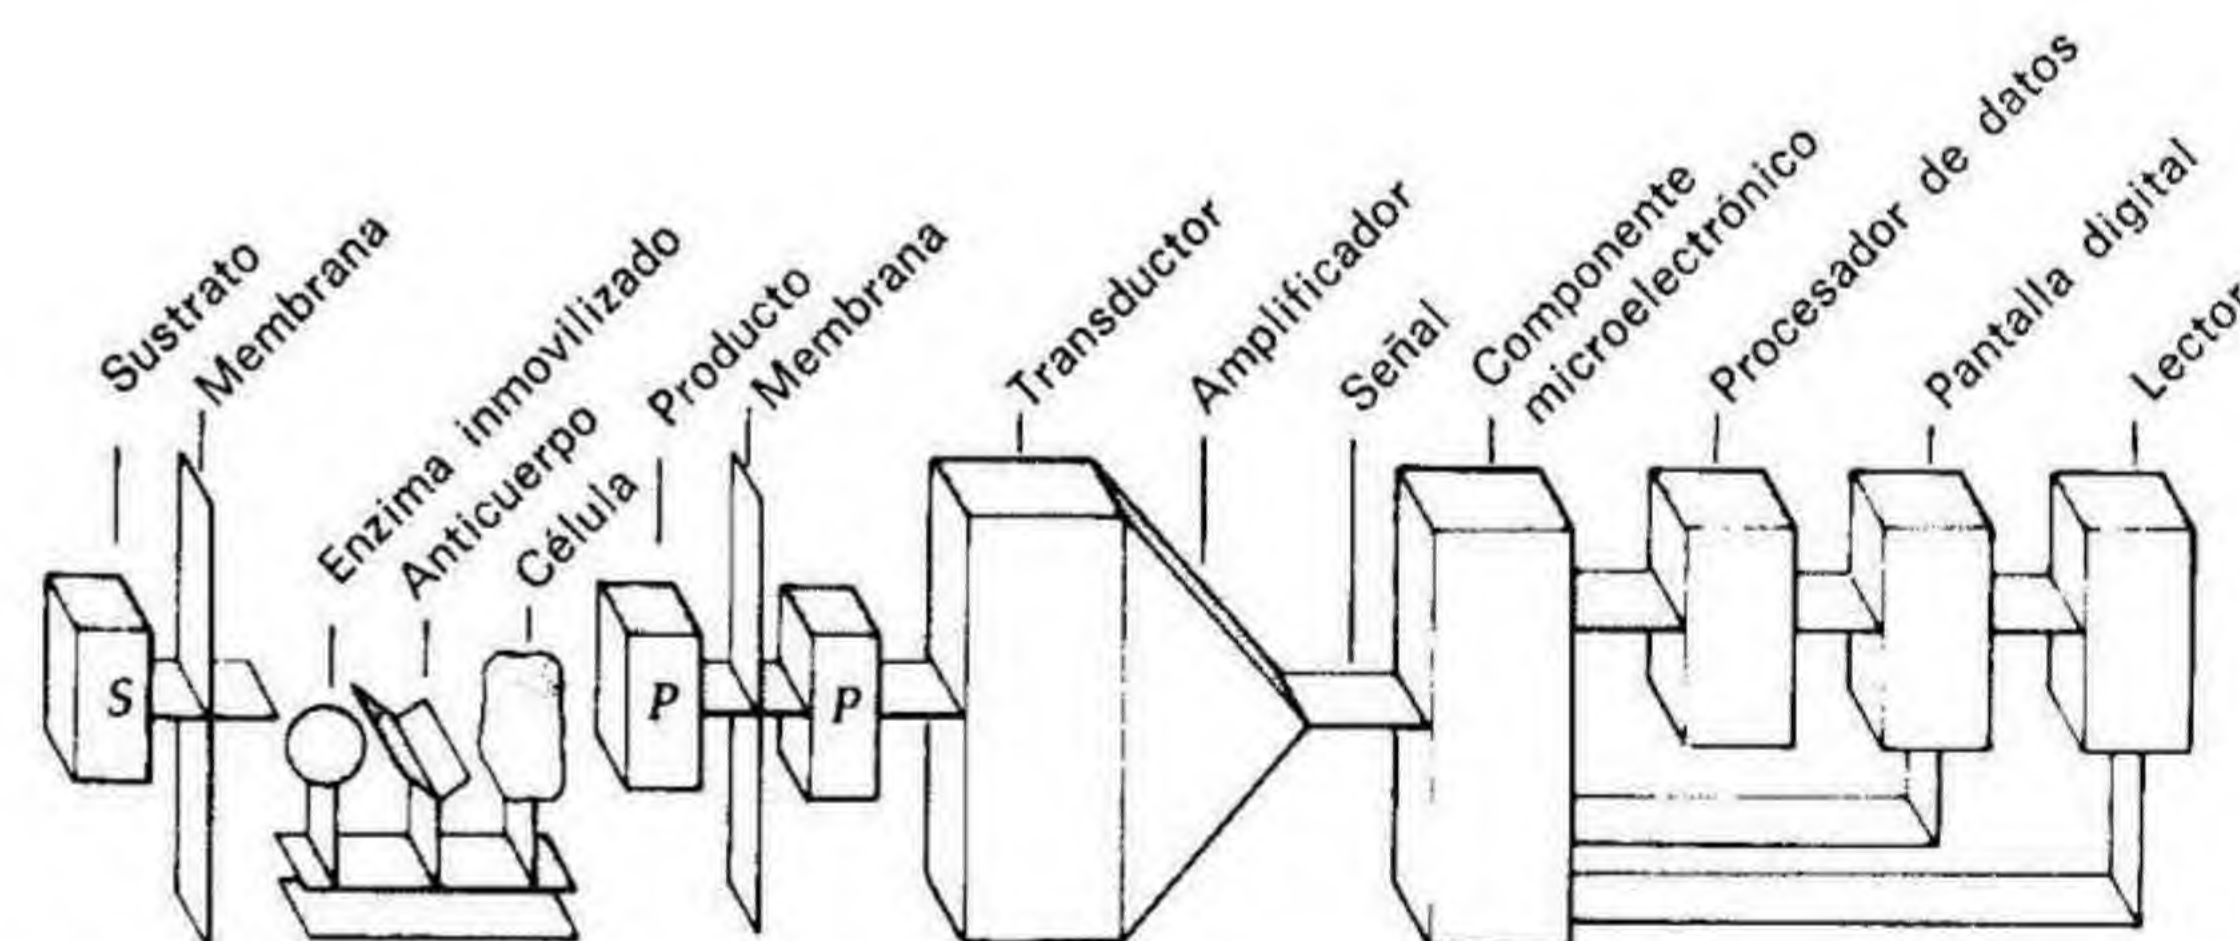 Sustrato
Membrana
Enzima inmovilizado
Anticuerpo
Célula
Producto
Membrana
Transductor
Amplificador
Señal
Componente
microelectrónico
Procesador de datos
Pantalla digital
Lector
S
P
P